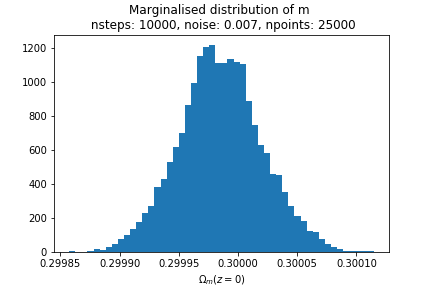 Marginalised distribution of m
nsteps: 10000, noise: 0.007, npoints: 25000
1200
1000
800
600
400
200
0
0.29985 0.29990 0.29995 0.30000 0.30005 0.30010
Ωm(z = 0)